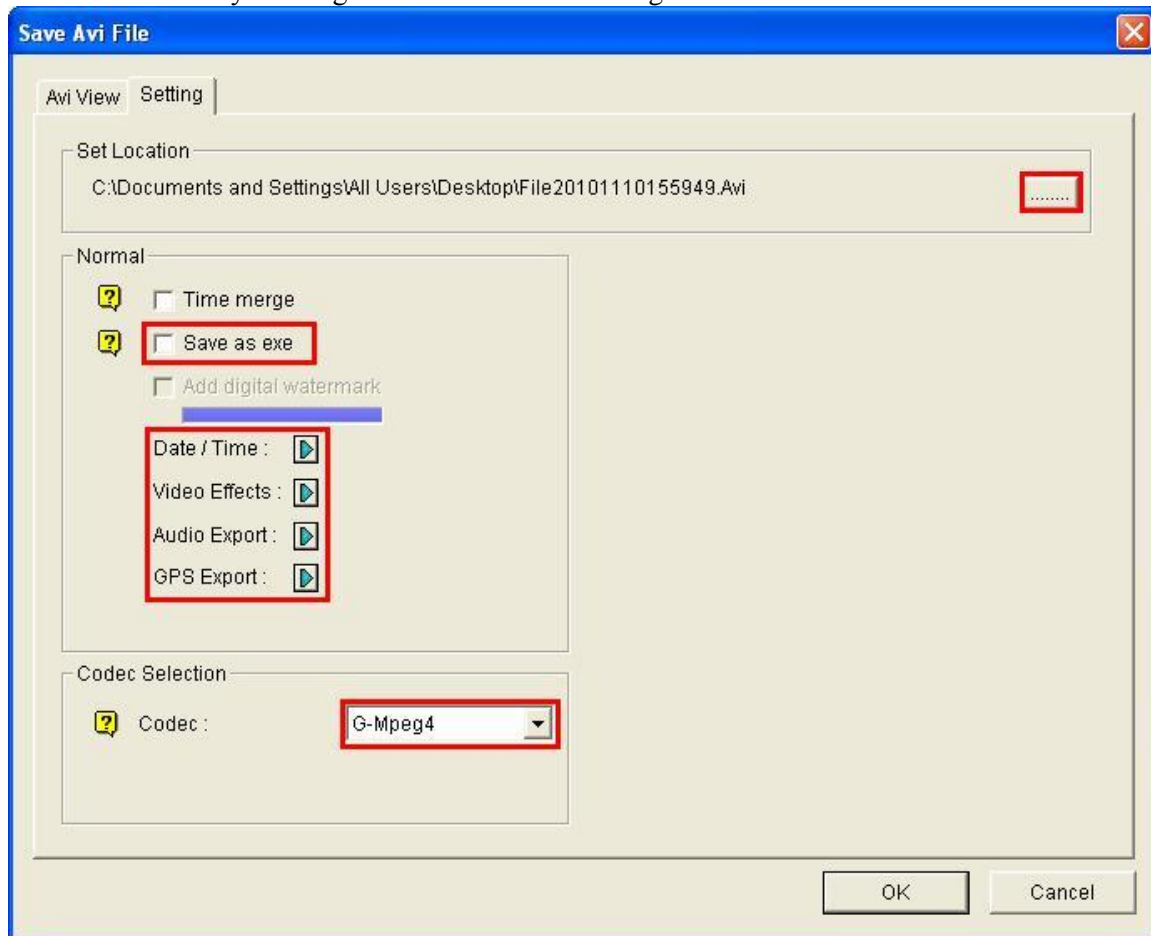 Save Avi File
Avi View Setting
Set Location
C:\Documents and Settings\All Users\Desktop\File20101110155949.Avi
........
Normal
? Time merge
? Save as exe
Add digital watermark
Date / Time :
Video Effects :
Audio Export :
GPS Export :
Codec Selection
? Codec : G-Mpeg4
OK Cancel